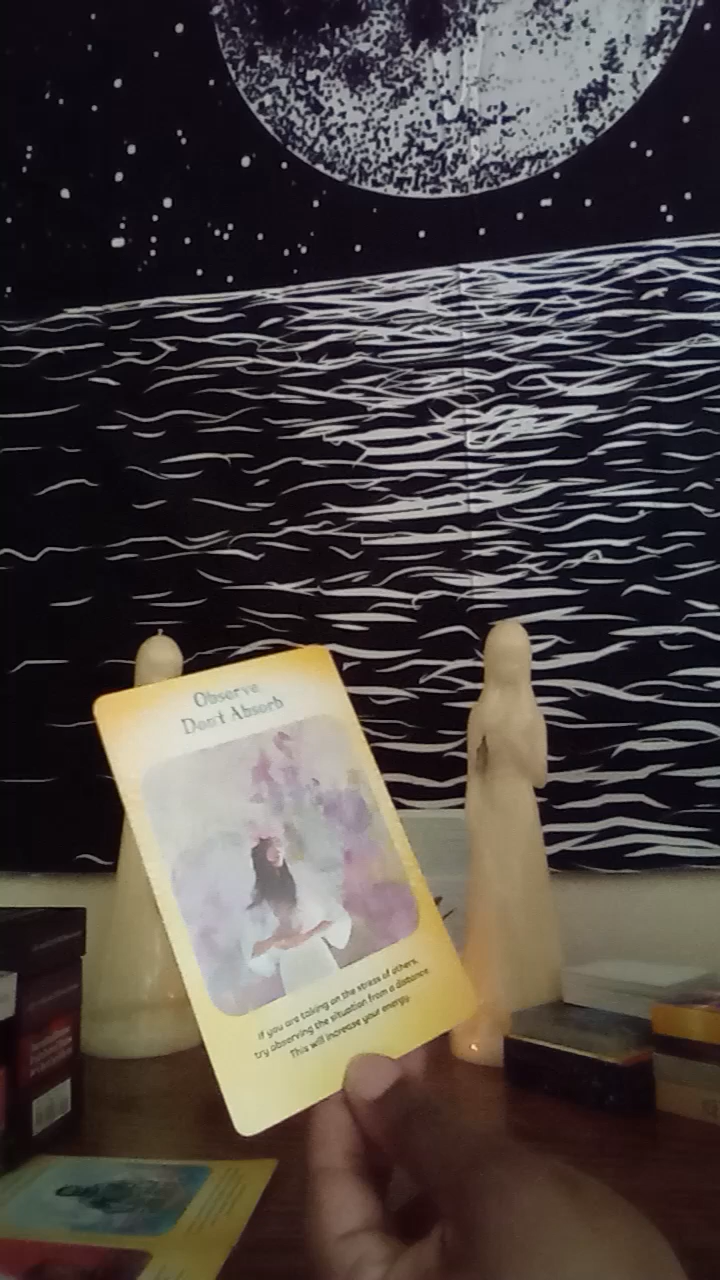 Observe
Don't Absorb
If you are taking on the stress of others,
try observing the situation from a distance.
This will increase your energy.